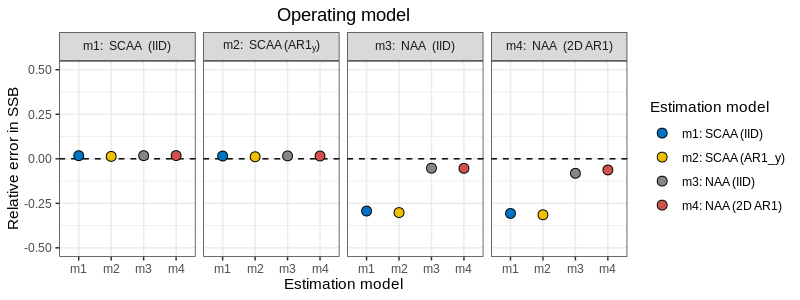 Operating model
m1: SCAA (IID)
m2: SCAA (AR1y)
m3: NAA (IID)
m4: NAA (2D AR1)
Relative error in SSB
0.50
0.25
0.00
-0.25
-0.50
m1 m2 m3 m4
m1 m2 m3 m4
m1 m2 m3 m4
m1 m2 m3 m4
Estimation model
Estimation model
m1: SCAA (IID)
m2: SCAA (AR1_y)
m3: NAA (IID)
m4: NAA (2D AR1)